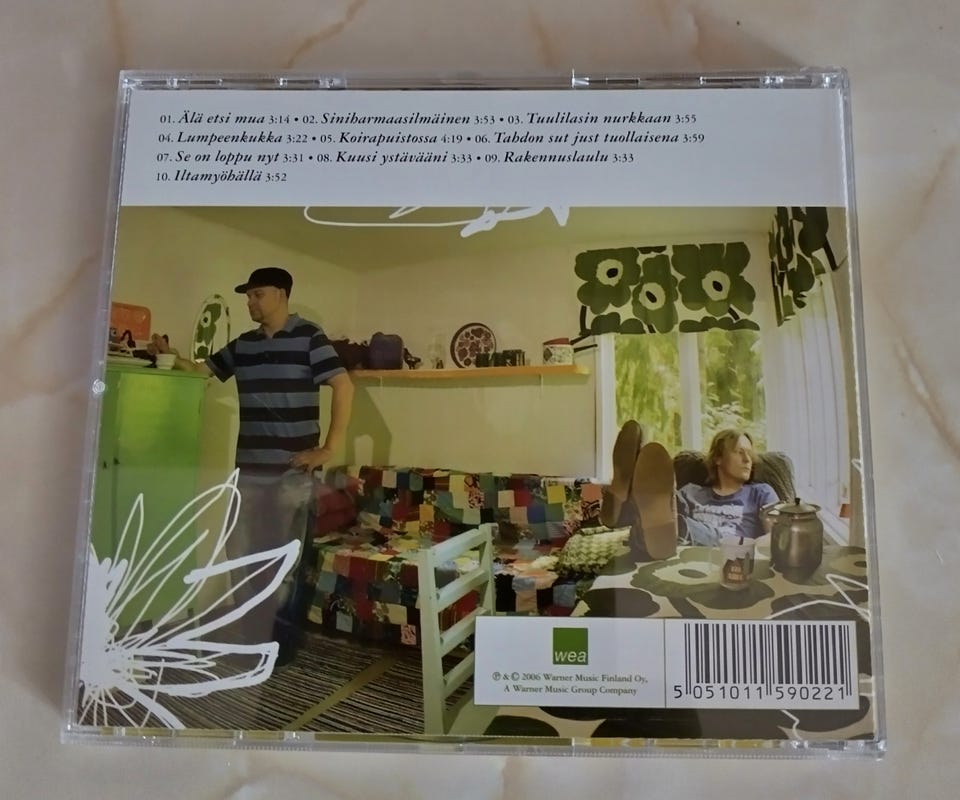 01. Älä etsi mua 3:14 • 02. Siniharmaasilmäinen 3:53 • 03. Tuulilasin nurkkaan 3:55
04. Lumpeenkukka 3:22 • 05. Koirapuistossa 4:19 • 06. Tahdon sut just tuollaisena 3:59
07. Se on loppu nyt 3:31 • 08. Kuusi ystävääni 3:33 • 09. Rakennuslaulu 3:33
10. Iltamyöhällä 3:52
wea
℗ & © 2006 Warner Music Finland Oy,
A Warner Music Group Company
5 051011 590221